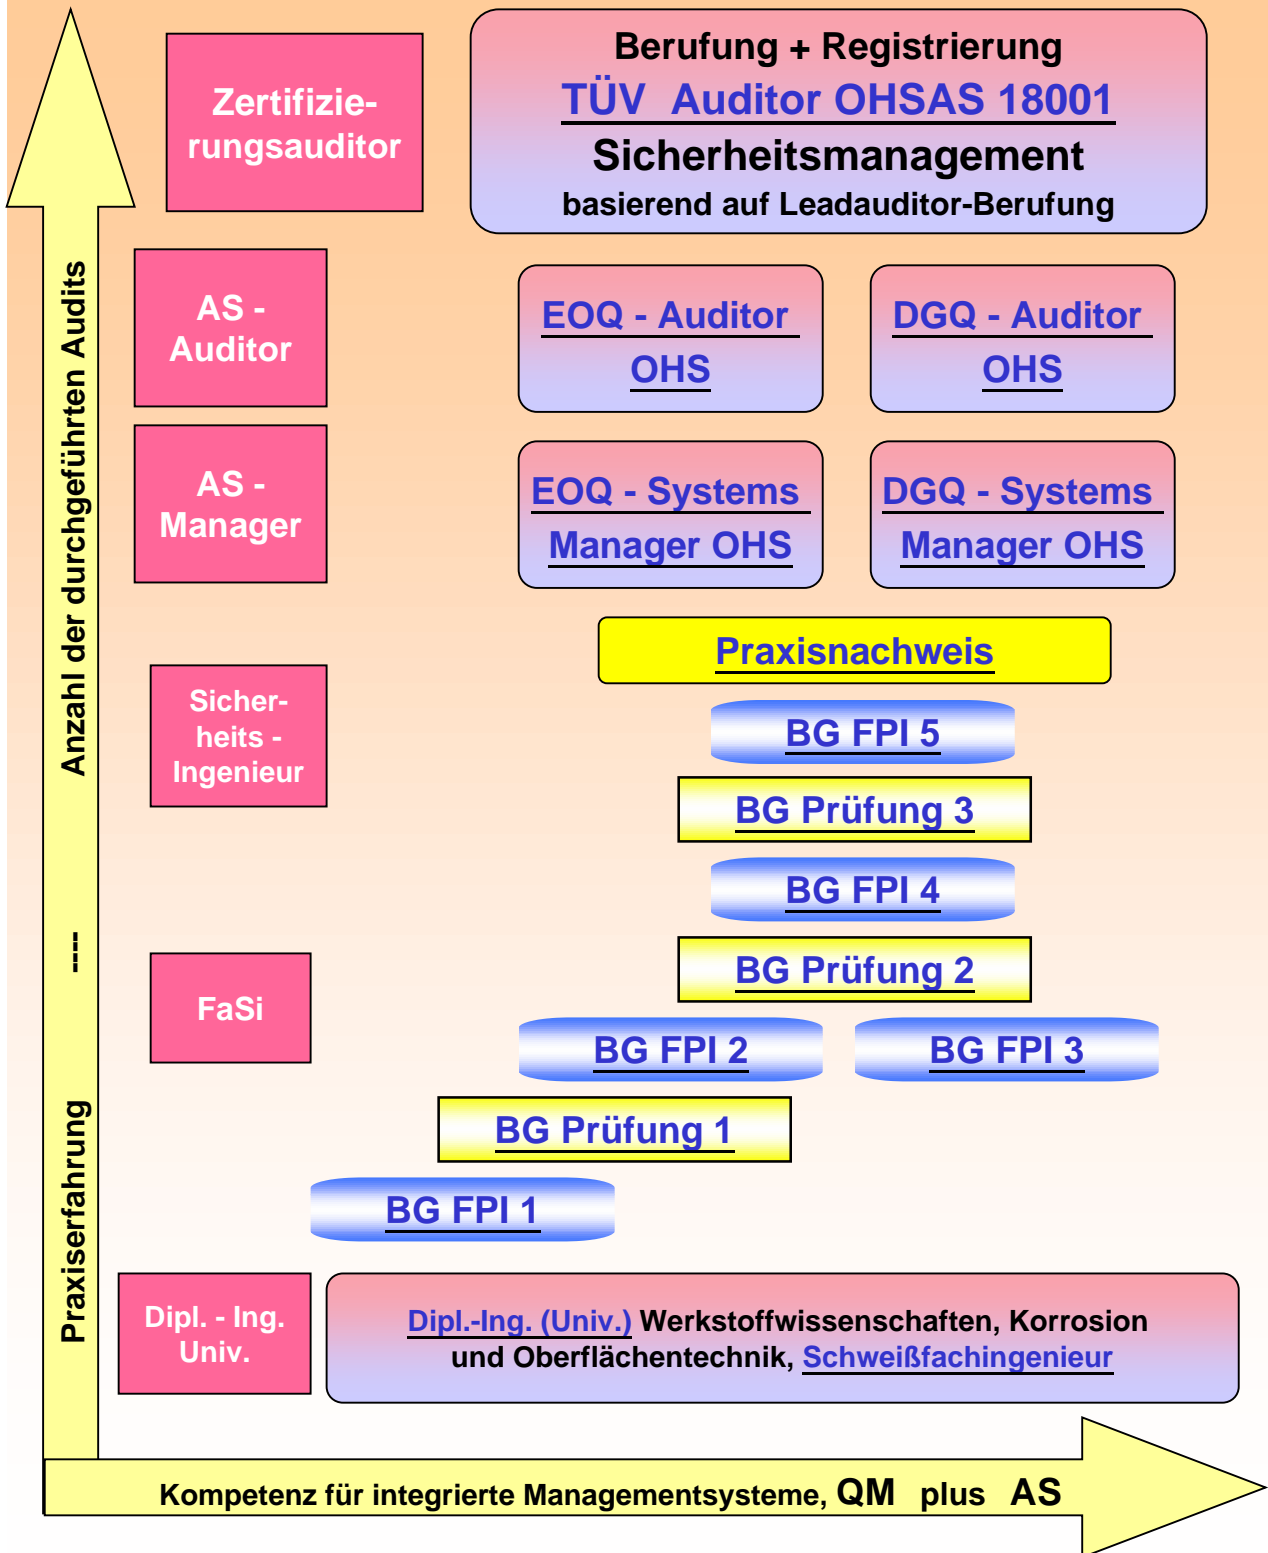 Berufung + Registrierung
TÜV Auditor OHSAS 18001
Sicherheitsmanagement
basierend auf Leadauditor-Berufung
Zertifizie-
rungsauditor
AS -
Auditor
EOQ - Auditor
OHS
DGQ - Auditor
OHS
AS -
Manager
EOQ - Systems
Manager OHS
DGQ - Systems
Manager OHS
Praxisnachweis
Sicher-
heits -
Ingenieur
BG FPI 5
BG Prüfung 3
BG FPI 4
BG Prüfung 2
FaSi
BG FPI 2
BG FPI 3
BG Prüfung 1
BG FPI 1
Dipl. - Ing.
Univ.
Dipl.-Ing. (Univ.) Werkstoffwissenschaften, Korrosion
und Oberflächentechnik, Schweißfachingenieur
Praxiserfahrung ---- Anzahl der durchgeführten Audits
Kompetenz für integrierte Managementsysteme, QM plus AS